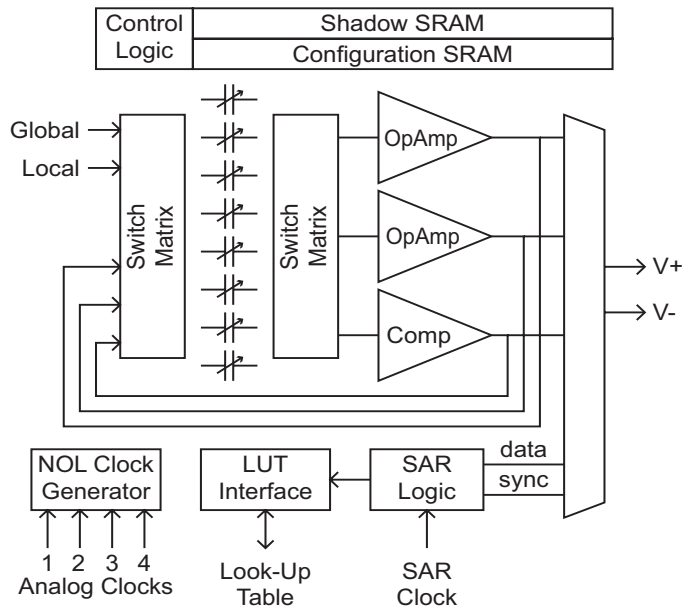 Control
Logic
Shadow SRAM
Configuration SRAM
Global
Local
Switch
Matrix
Switch
Matrix
OpAmp
OpAmp
Comp
V+
V-
NOL Clock
Generator
1 2 3 4
Analog Clocks
LUT
Interface
Look-Up
Table
SAR
Logic
data
sync
SAR
Clock